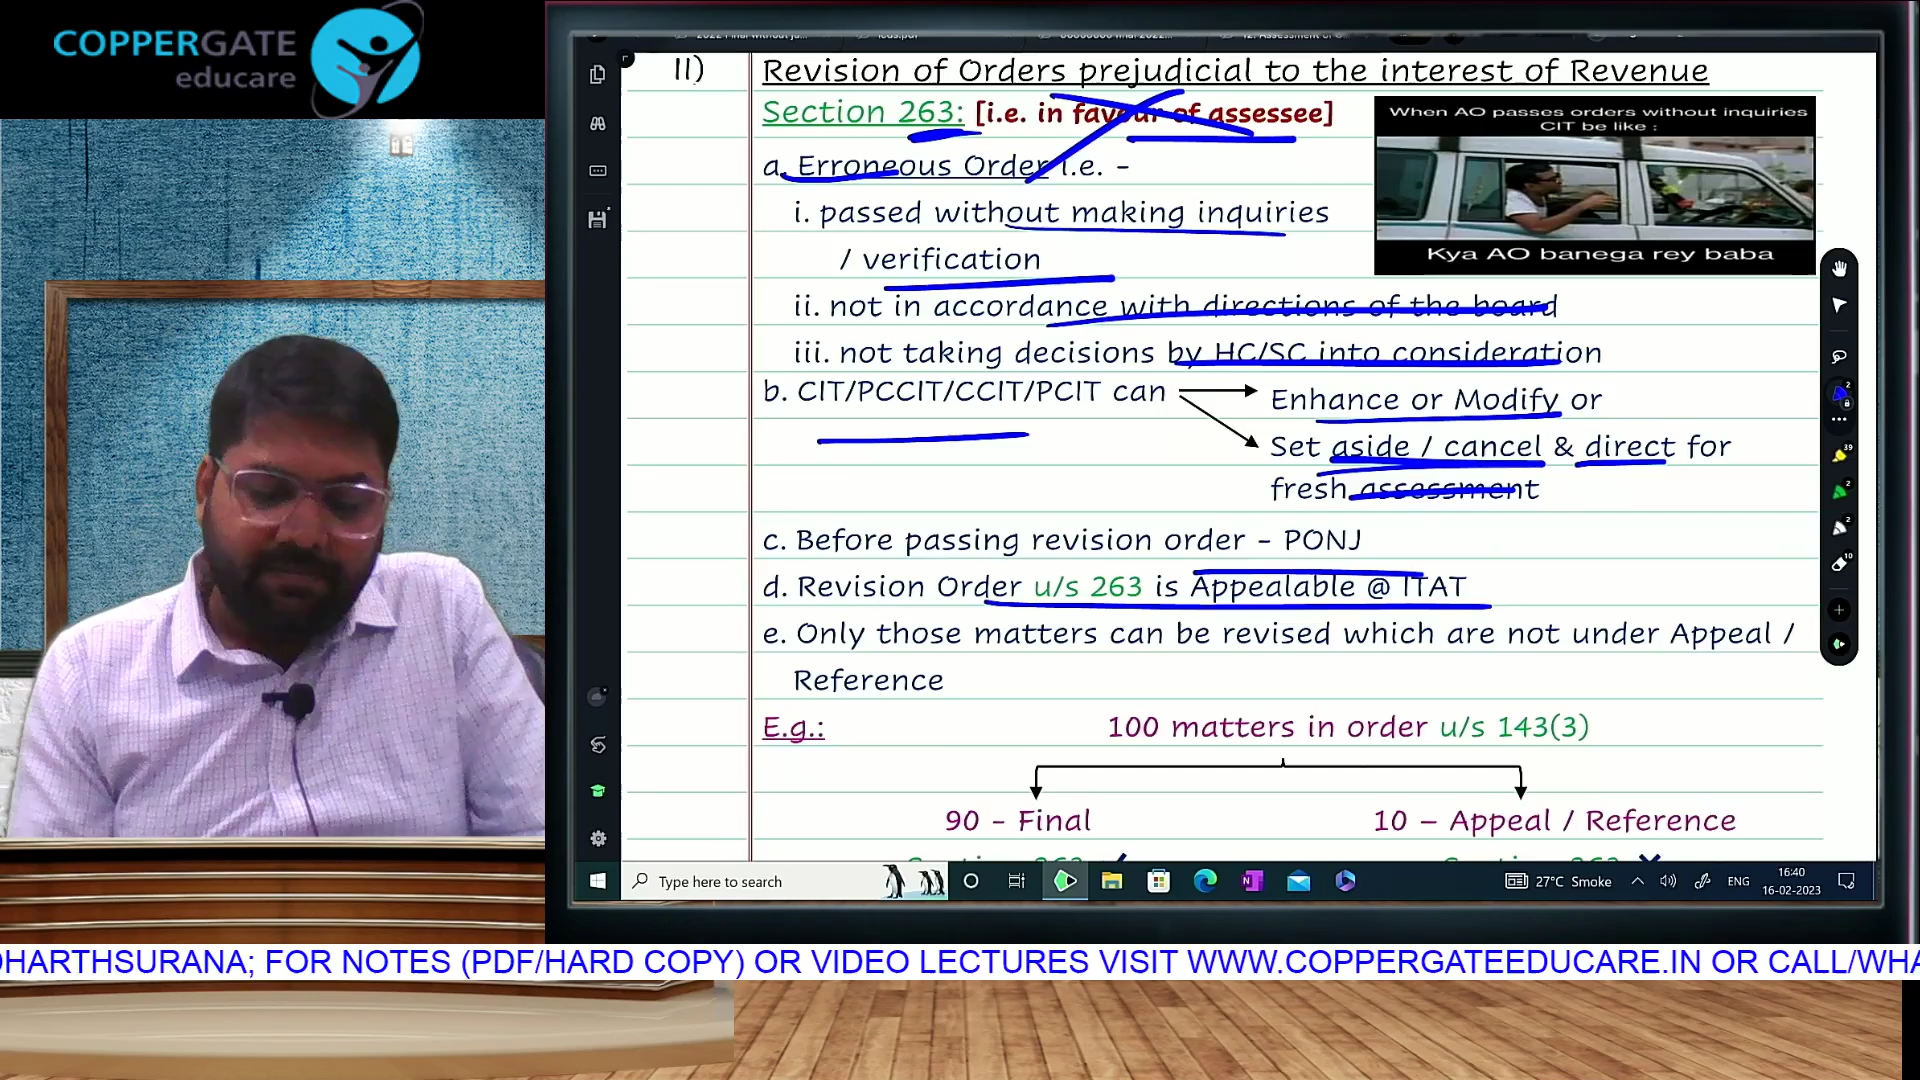 COPPERGATE
educare
II)
Revision of Orders prejudicial to the interest of Revenue
Section 263: [i.e. in favour of assessee]
When AO passes orders without inquiries
CIT be like :
Kya AO banega rey baba
a. Erroneous Order i.e. -
i. passed without making inquiries
/ verification
ii. not in accordance with directions of the board
iii. not taking decisions by HC/SC into consideration
b. CIT/PCCIT/CCIT/PCIT can
Enhance or Modify or
Set aside / cancel & direct for
fresh assessment
c. Before passing revision order - PONJ
d. Revision Order u/s 263 is Appealable @ ITAT
e. Only those matters can be revised which are not under Appeal /
Reference
E.g.: 100 matters in order u/s 143(3)
90 - Final
10 – Appeal / Reference
Type here to search
27°C Smoke
ENG
16:40
16-02-2023
DHARTHSURANA; FOR NOTES (PDF/HARD COPY) OR VIDEO LECTURES VISIT WWW.COPPERGATEEDUCARE.IN OR CALL/WHA